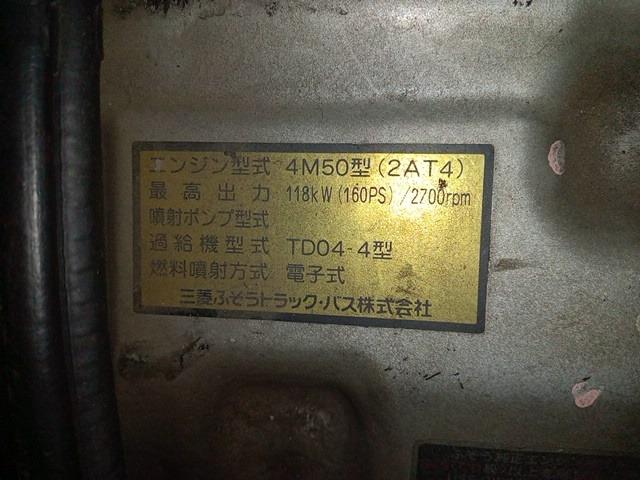 エンジン型式 4M50型(2AT4)
最高出力 118kW(160PS)/2700rpm
噴射ポンプ型式
過給機型式 TD04-4型
燃料噴射方式 電子式
三菱ふそうトラック・バス株式会社